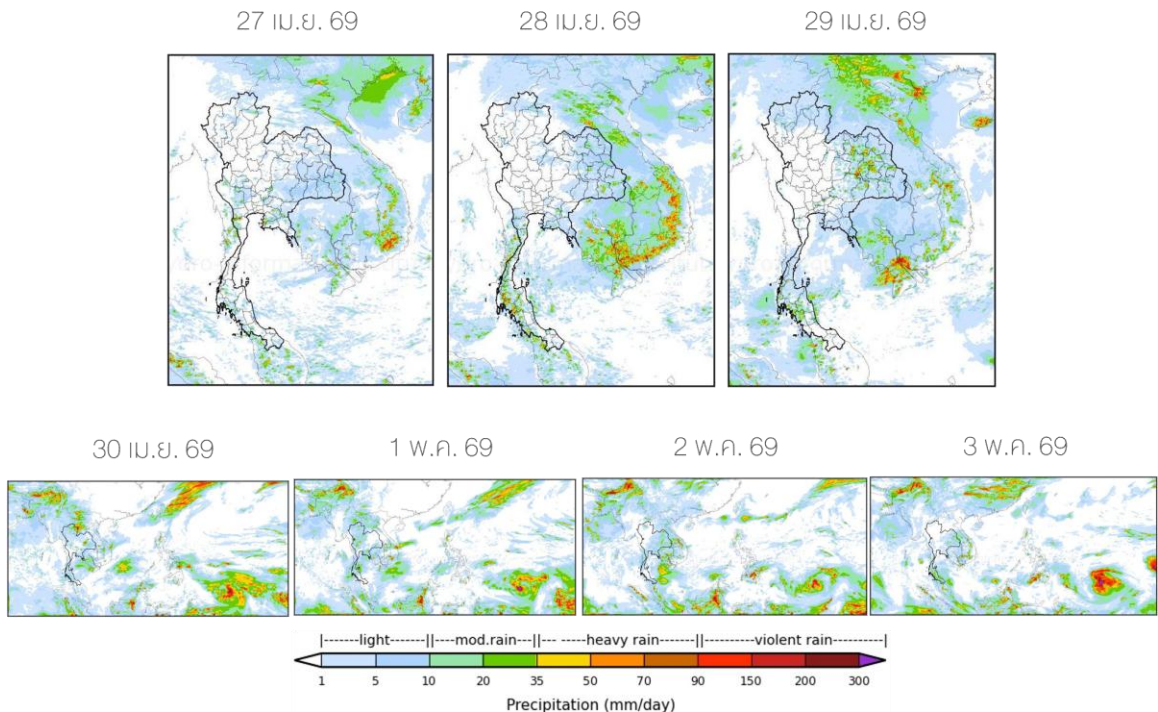 27 เม.ย. 69
28 เม.ย. 69
29 เม.ย. 69
30 เม.ย. 69
1 พ.ค. 69
2 พ.ค. 69
3 พ.ค. 69
|-------light-------||----mod.rain---||--- -------heavy rain-------||----------violent rain----------|
1 5 10 20 35 50 70 90 150 200 300
Precipitation (mm/day)